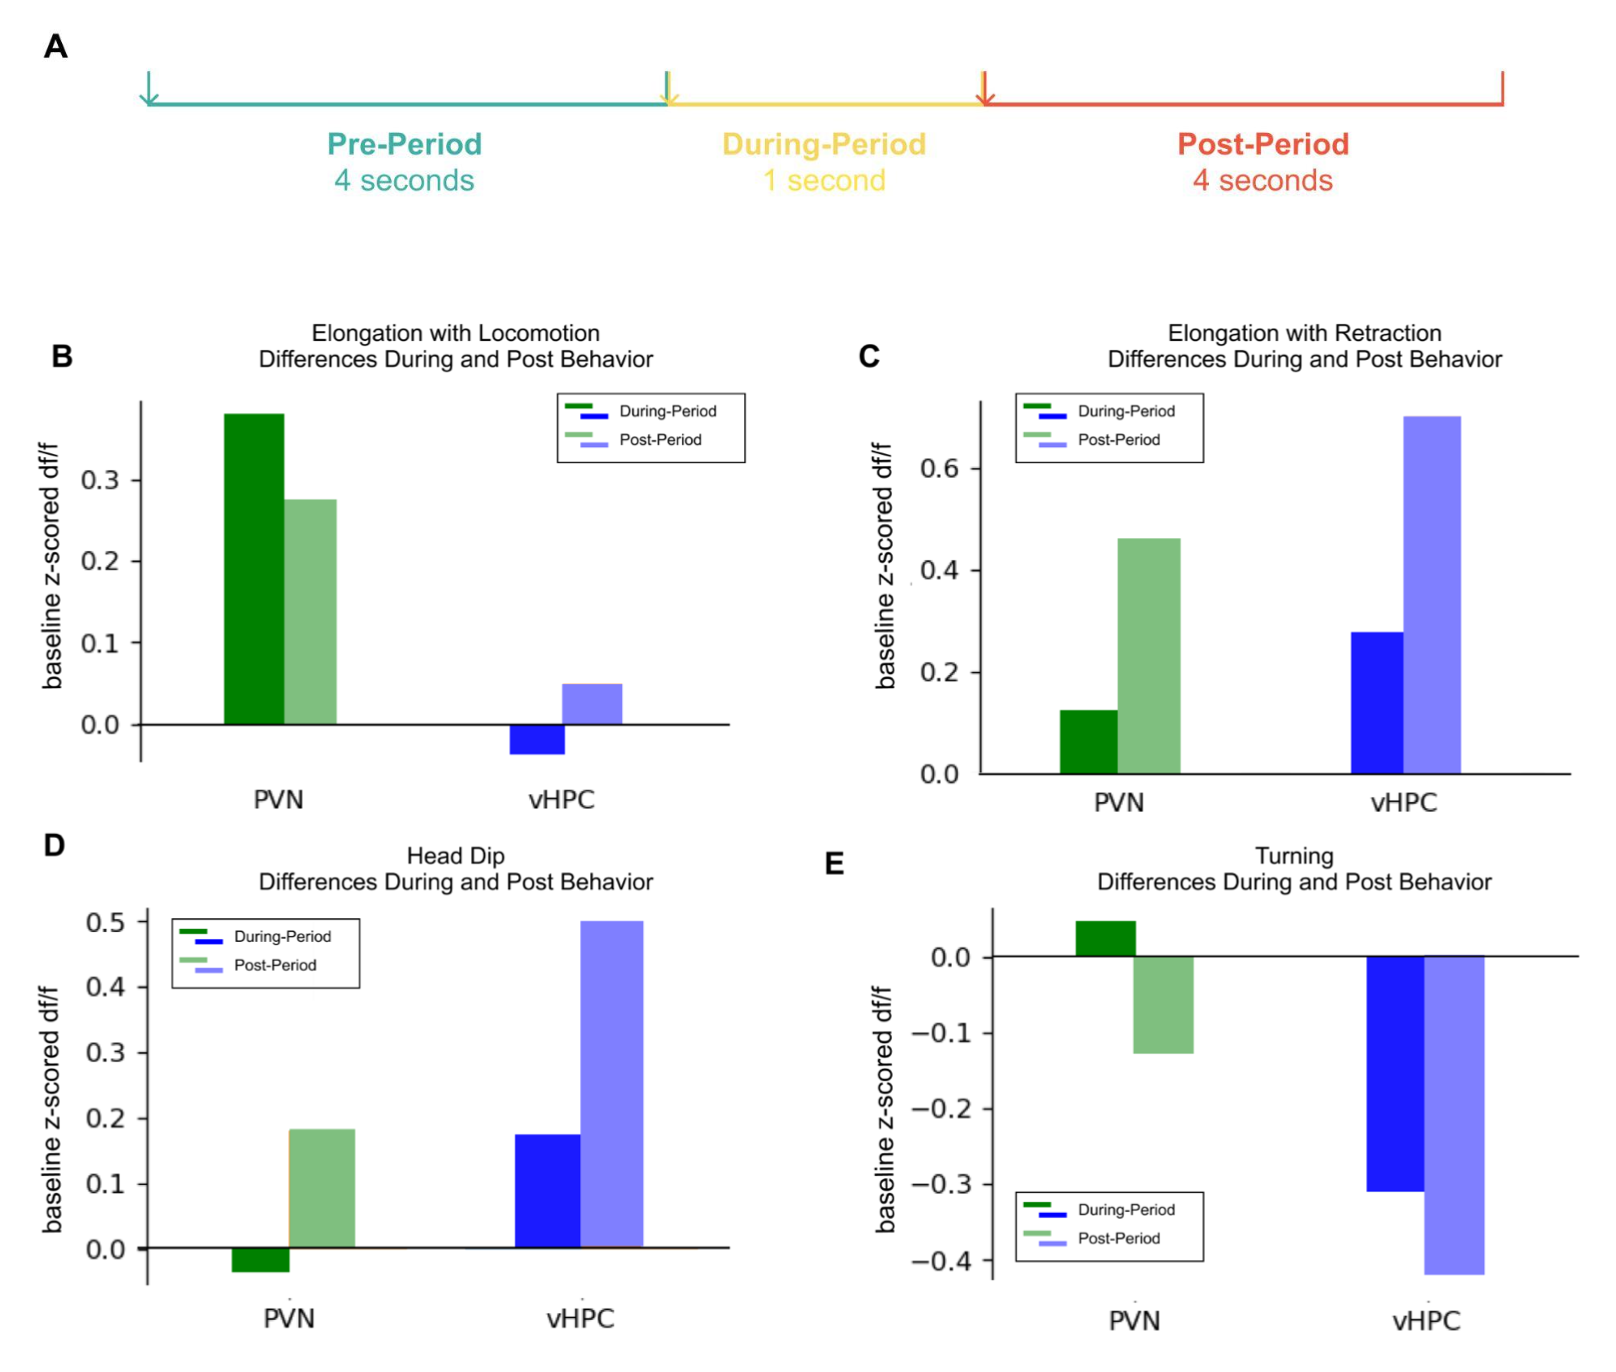 A
Pre-Period
4 seconds
During-Period
1 second
Post-Period
4 seconds
B
Elongation with Locomotion
Differences During and Post Behavior
During-Period
Post-Period
baseline z-scored df/f
0.3
0.2
0.1
0.0
PVN
vHPC
C
Elongation with Retraction
Differences During and Post Behavior
During-Period
Post-Period
baseline z-scored df/f
0.6
0.4
0.2
0.0
PVN
vHPC
D
Head Dip
Differences During and Post Behavior
During-Period
Post-Period
baseline z-scored df/f
0.5
0.4
0.3
0.2
0.1
0.0
PVN
vHPC
E
Turning
Differences During and Post Behavior
baseline z-scored df/f
0.0
−0.1
−0.2
−0.3
−0.4
During-Period
Post-Period
PVN
vHPC